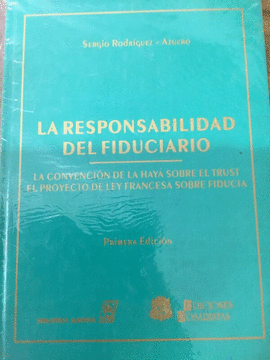 Sergio Rodríguez - Azuero
LA RESPONSABILIDAD
DEL FIDUCIARIO
LA CONVENCIÓN DE LA HAYA SOBRE EL TRUST
EL PROYECTO DE LEY FRANCESA SOBRE FIDUCIA
Primera Edición
EDICIONES